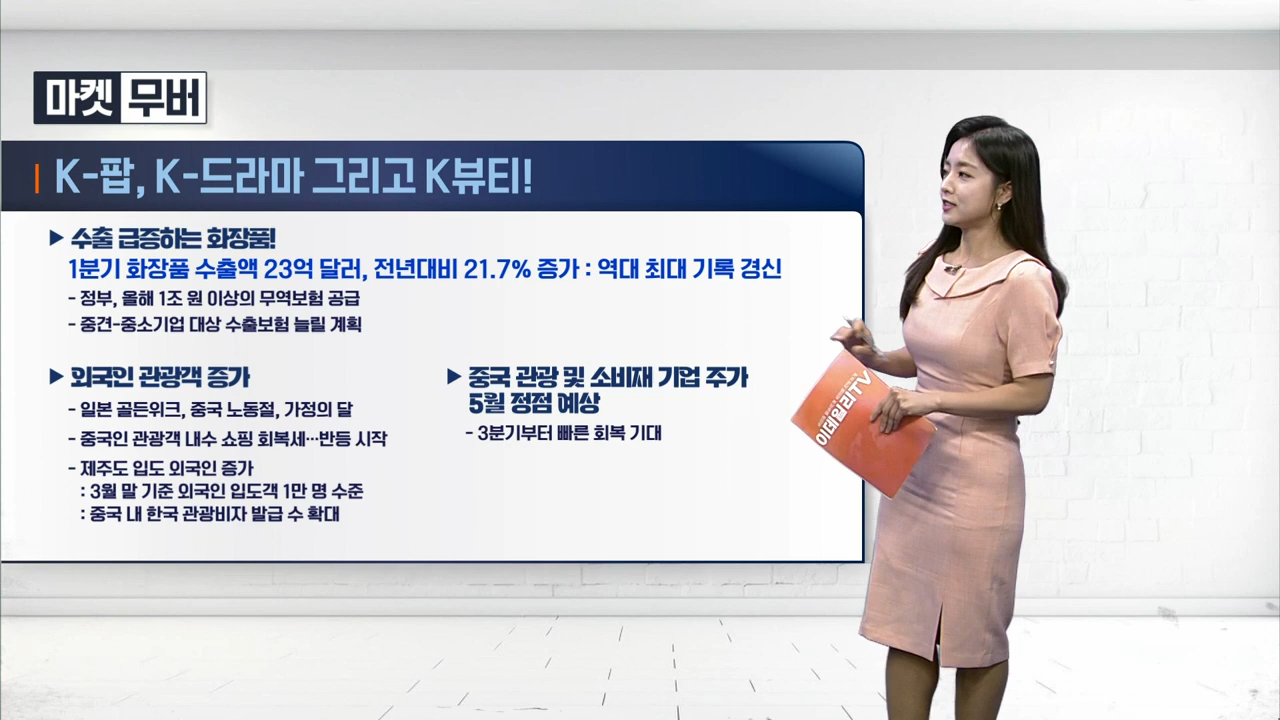 마켓 무버
K-팝, K-드라마 그리고 K뷰티!
▶ 수출 급증하는 화장품!
1분기 화장품 수출액 23억 달러, 전년대비 21.7% 증가 : 역대 최대 기록 경신
- 정부, 올해 1조 원 이상의 무역보험 공급
- 중견-중소기업 대상 수출보험 늘릴 계획
▶ 외국인 관광객 증가
- 일본 골든위크, 중국 노동절, 가정의 달
- 중국인 관광객 내수 쇼핑 회복세…반등 시작
- 제주도 입도 외국인 증가
: 3월 말 기준 외국인 입도객 1만 명 수준
: 중국 내 한국 관광비자 발급 수 확대
▶ 중국 관광 및 소비재 기업 주가
5월 정점 예상
- 3분기부터 빠른 회복 기대
이데일리TV